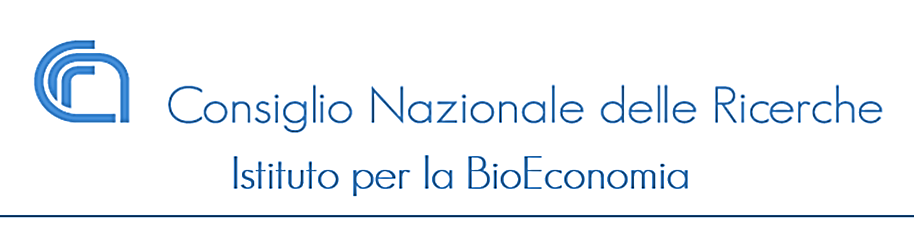 Consiglio Nazionale delle Ricerche
Istituto per la BioEconomia